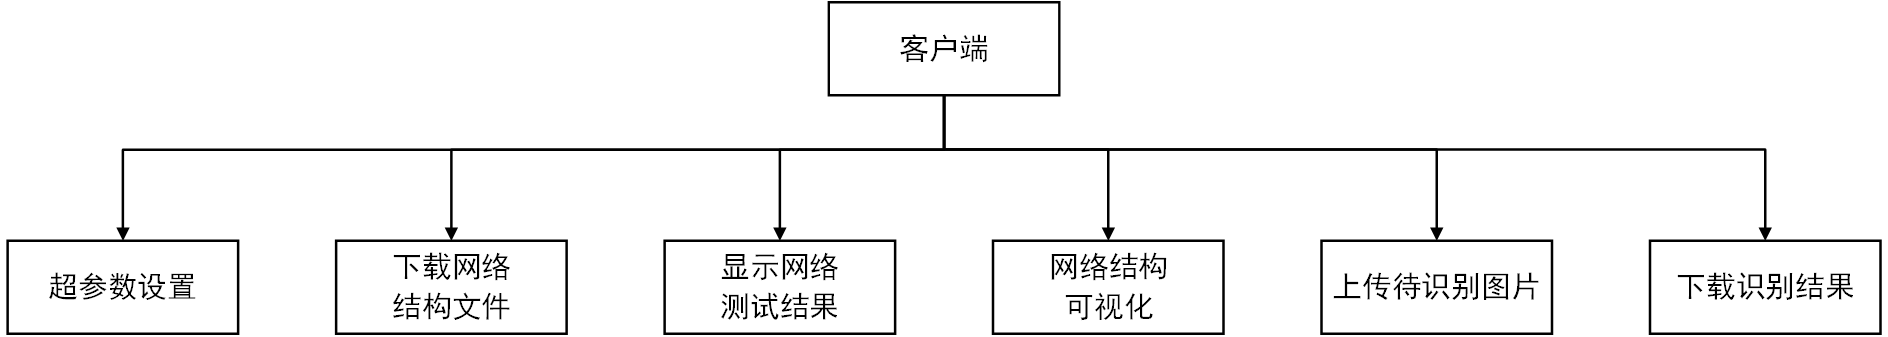 客户端
超参数设置
下载网络
结构文件
显示网络
测试结果
网络结构
可视化
上传待识别图片
下载识别结果